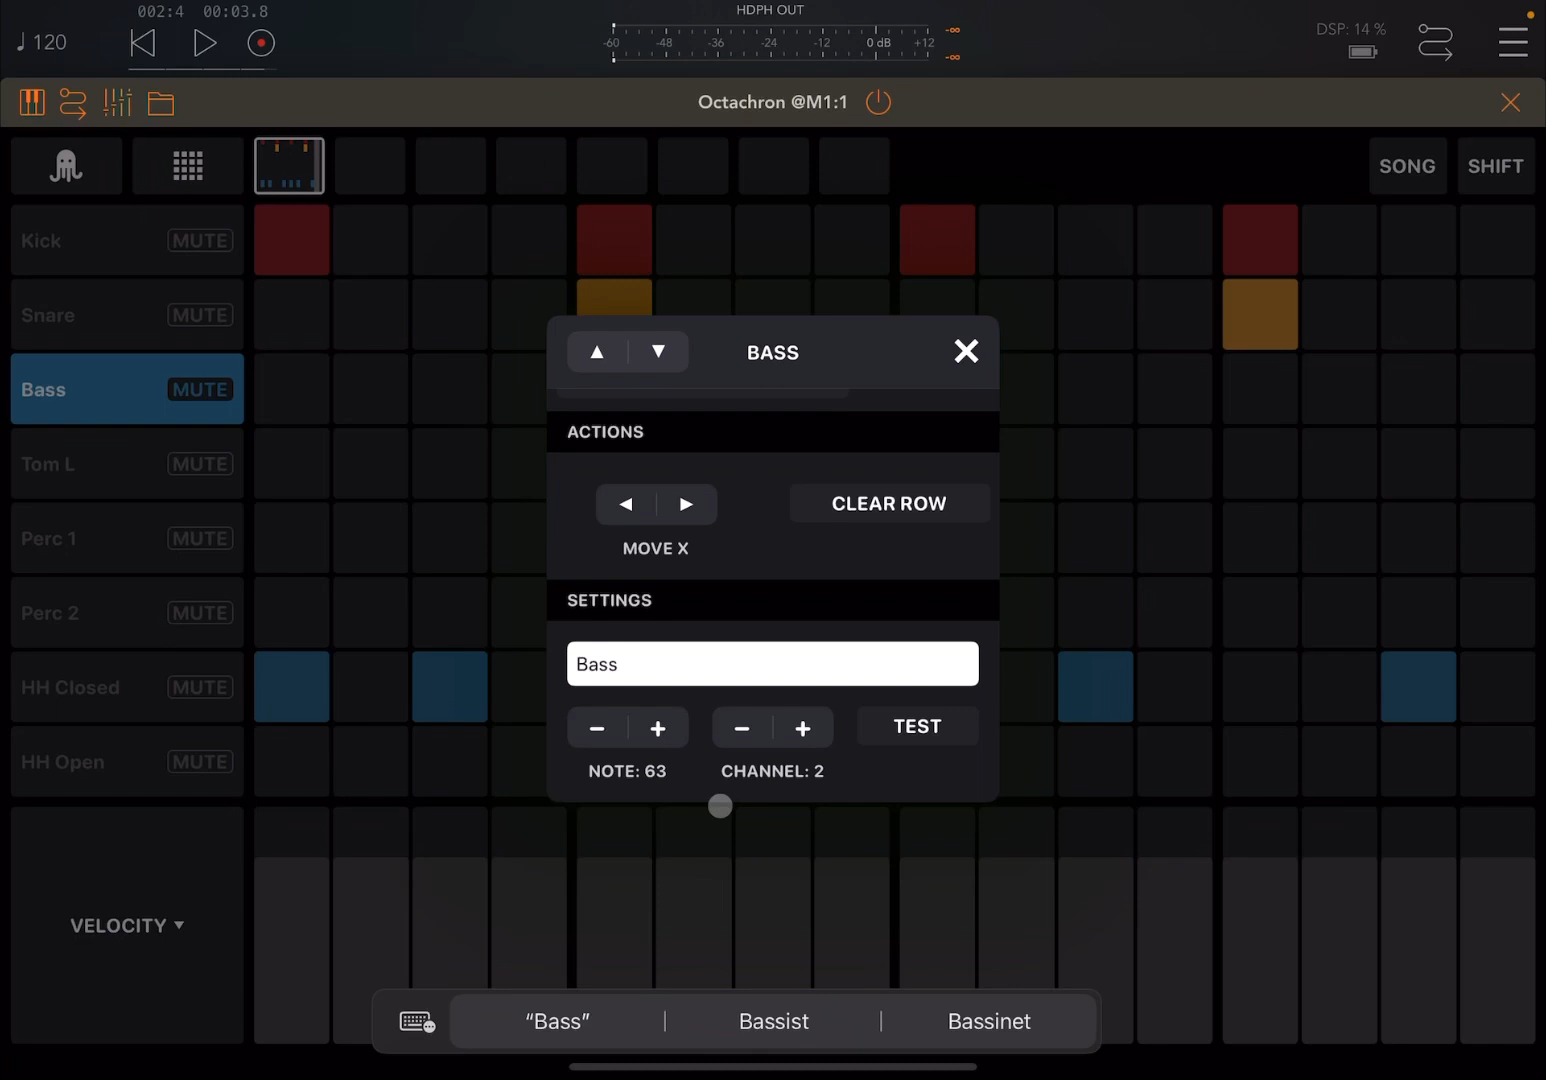 002:4 00:03.8
HDPH OUT
♩ 120
-60 -48 -36 -24 -12 0 dB +12
-∞
-∞
DSP: 14 %
Octachron @M1:1
SONG
SHIFT
Kick MUTE
Snare MUTE
Bass MUTE
Tom L MUTE
Perc 1 MUTE
Perc 2 MUTE
HH Closed MUTE
HH Open MUTE
VELOCITY ▼
▲ ▼ BASS X
ACTIONS
◀ ▶ CLEAR ROW
MOVE X
SETTINGS
Bass
- + - + TEST
NOTE: 63 CHANNEL: 2
“Bass” Bassist Bassinet